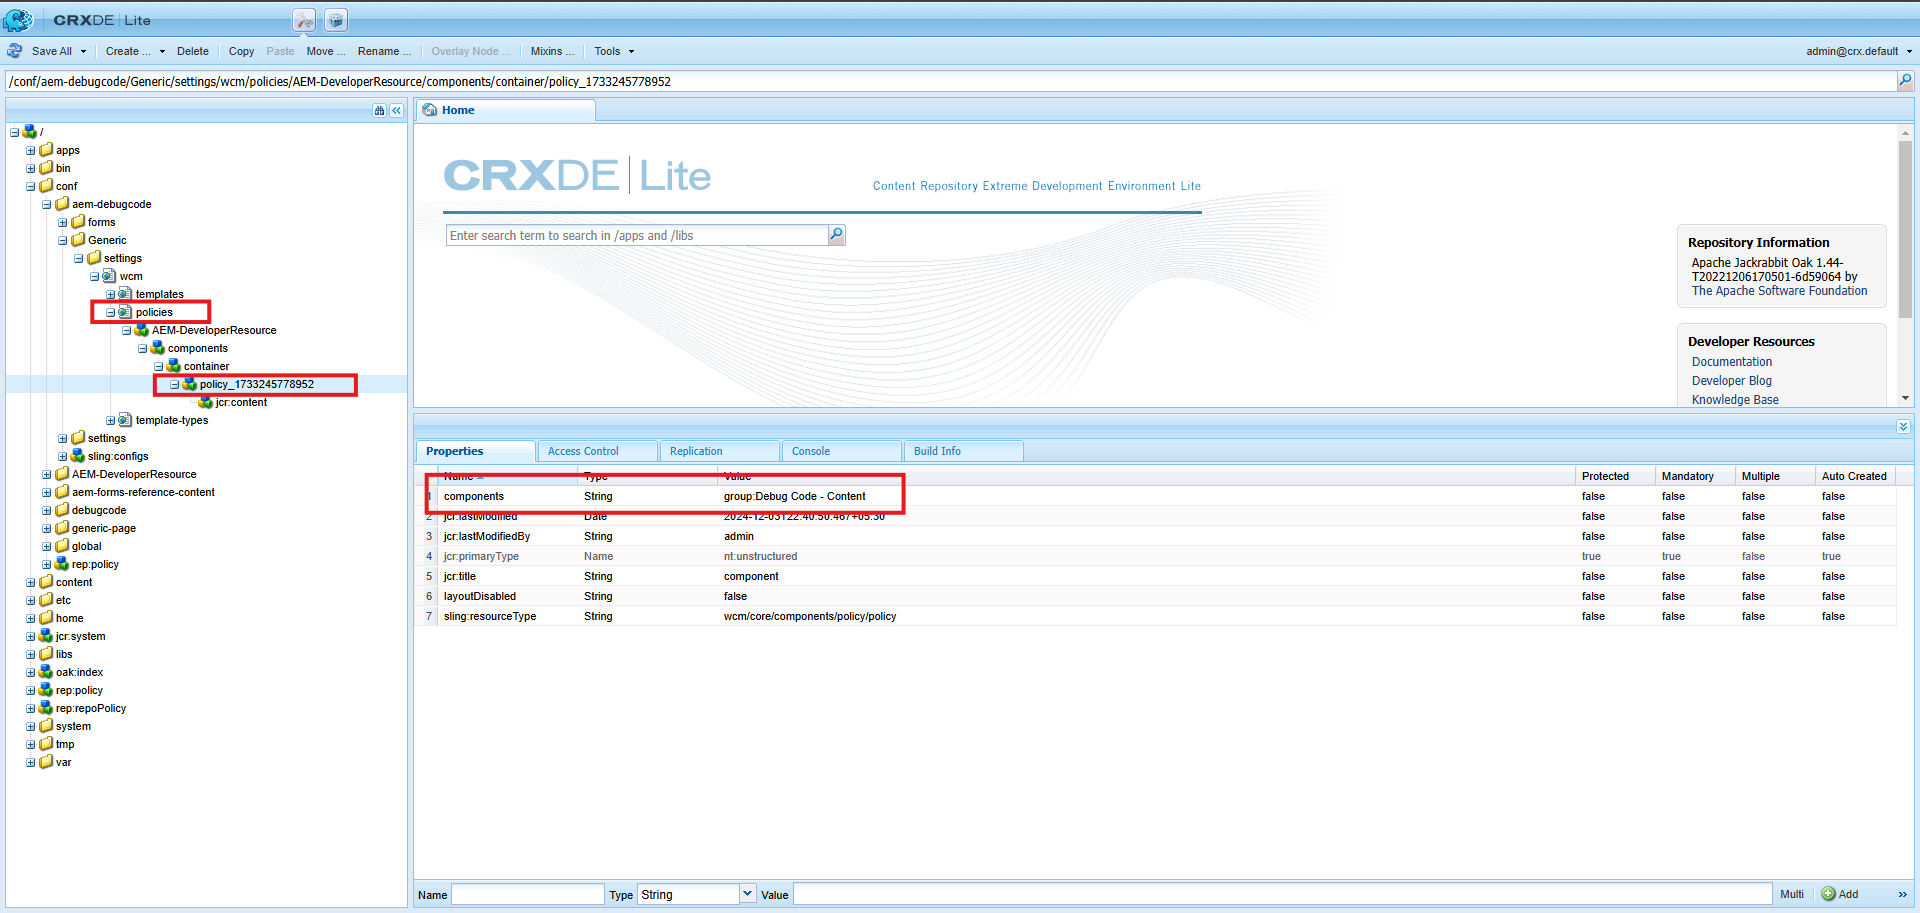 CRXDE | Lite
Save All Create ... Delete Copy Paste Move ... Rename ... Overlay Node ... Mixins ... Tools admin@crx.default
/conf/aem-debugcode/Generic/settings/wcm/policies/AEM-DeveloperResource/components/container/policy_1733245778952
/
apps
bin
conf
aem-debugcode
forms
Generic
settings
wcm
templates
policies
AEM-DeveloperResource
components
container
policy_1733245778952
jcr:content
template-types
settings
sling:configs
AEM-DeveloperResource
aem-forms-reference-content
debugcode
generic-page
global
rep:policy
content
etc
home
jcr:system
libs
oak:index
rep:policy
rep:repoPolicy
system
tmp
var
Home
CRXDE | Lite
Content Repository Extreme Development Environment Lite
Enter search term to search in /apps and /libs
Repository Information
Apache Jackrabbit Oak 1.44-
T20221206170501-6d59064 by
The Apache Software Foundation
Developer Resources
Documentation
Developer Blog
Knowledge Base
Properties Access Control Replication Console Build Info
Name Type Value Protected Mandatory Multiple Auto Created
1 components String group:Debug Code - Content false false false false
2 jcr:lastModified Date 2024-12-03T22:40:50.467+05:30 false false false false
3 jcr:lastModifiedBy String admin false false false false
4 jcr:primaryType Name nt:unstructured true true false true
5 jcr:title String component false false false false
6 layoutDisabled String false false false false false
7 sling:resourceType String wcm/core/components/policy/policy false false false false
Name Type String Value Multi Add »